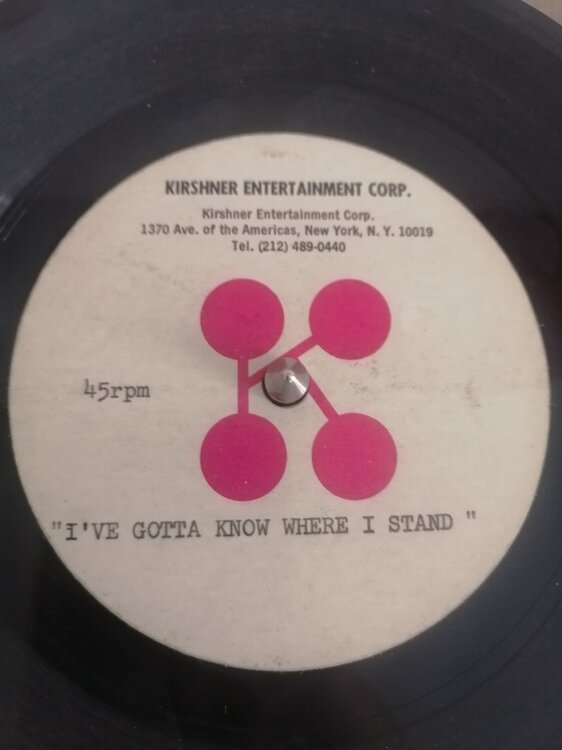 KIRSHNER ENTERTAINMENT CORP.
Kirshner Entertainment Corp.
1370 Ave. of the Americas, New York, N. Y. 10019
Tel. (212) 489-0440
45rpm
"I'VE GOTTA KNOW WHERE I STAND "